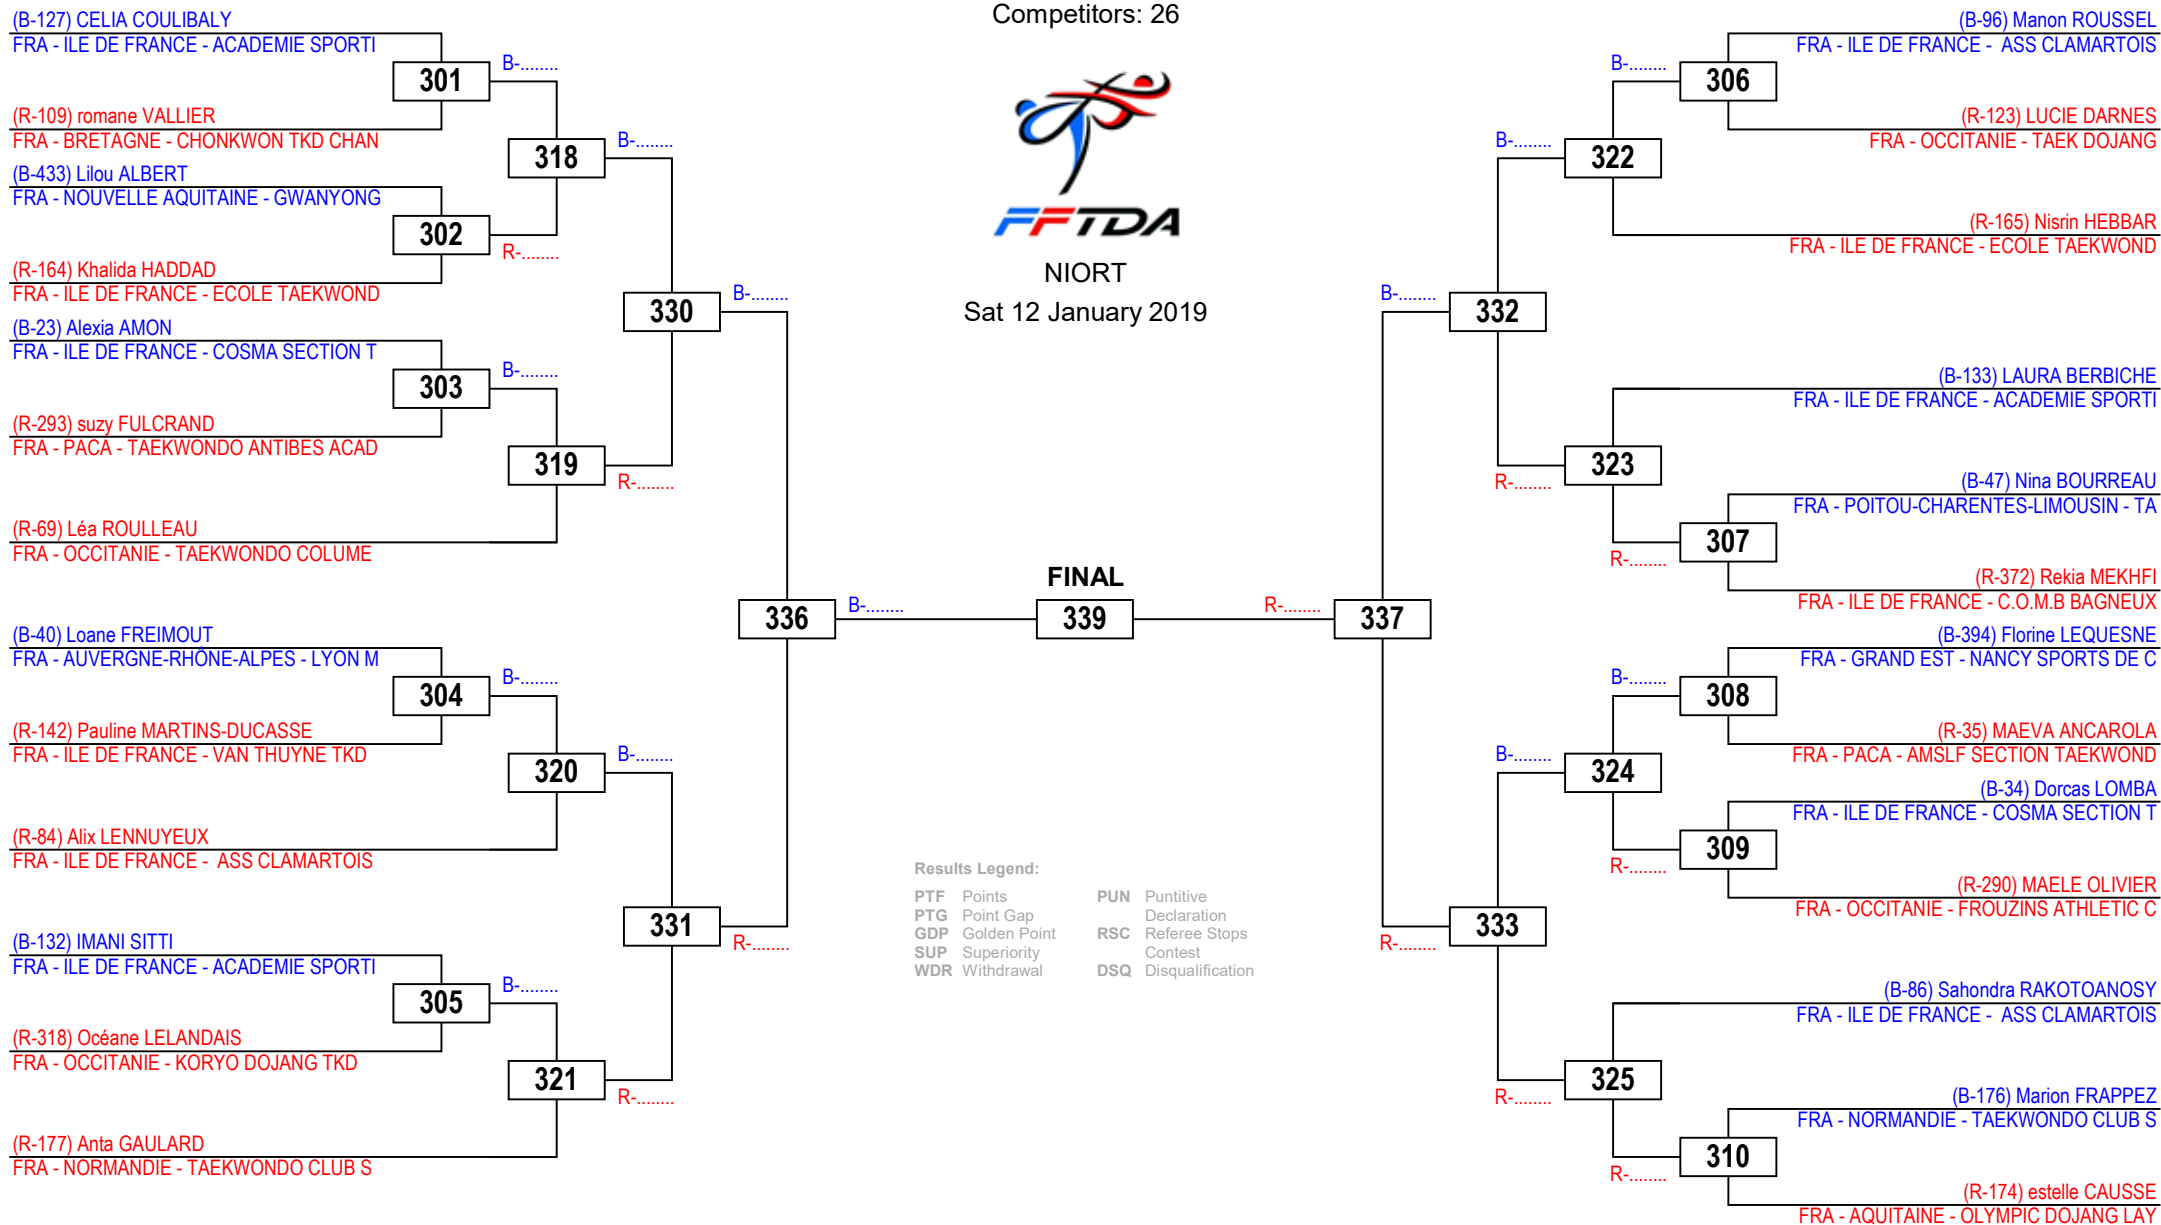 Competitors: 26
FFTDA
NIORT
Sat 12 January 2019
(B-127) CELIA COULIBALY
FRA - ILE DE FRANCE - ACADEMIE SPORTI
301
B-........
(R-109) romane VALLIER
FRA - BRETAGNE - CHONKWON TKD CHAN
318
B-........
(B-433) Lilou ALBERT
FRA - NOUVELLE AQUITAINE - GWANYONG
302
R-........
(R-164) Khalida HADDAD
FRA - ILE DE FRANCE - ECOLE TAEKWOND
330
B-........
(B-23) Alexia AMON
FRA - ILE DE FRANCE - COSMA SECTION T
303
B-........
(R-293) suzy FULCRAND
FRA - PACA - TAEKWONDO ANTIBES ACAD
319
R-........
(R-69) Léa ROULLEAU
FRA - OCCITANIE - TAEKWONDO COLUME
336
B-........
(B-40) Loane FREIMOUT
FRA - AUVERGNE-RHÔNE-ALPES - LYON M
304
B-........
(R-142) Pauline MARTINS-DUCASSE
FRA - ILE DE FRANCE - VAN THUYNE TKD
320
B-........
(R-84) Alix LENNUYEUX
FRA - ILE DE FRANCE - ASS CLAMARTOIS
331
R-........
(B-132) IMANI SITTI
FRA - ILE DE FRANCE - ACADEMIE SPORTI
305
B-........
(R-318) Océane LELANDAIS
FRA - OCCITANIE - KORYO DOJANG TKD
321
R-........
(R-177) Anta GAULARD
FRA - NORMANDIE - TAEKWONDO CLUB S
FINAL
339
Results Legend:
PTF Points
PTG Point Gap
GDP Golden Point
SUP Superiority
WDR Withdrawal
PUN Puntitive
Declaration
RSC Referee Stops
Contest
DSQ Disqualification
(B-96) Manon ROUSSEL
FRA - ILE DE FRANCE - ASS CLAMARTOIS
B-........
306
(R-123) LUCIE DARNES
FRA - OCCITANIE - TAEK DOJANG
B-........
322
(R-165) Nisrin HEBBAR
FRA - ILE DE FRANCE - ECOLE TAEKWOND
B-........
332
(B-133) LAURA BERBICHE
FRA - ILE DE FRANCE - ACADEMIE SPORTI
323
R-........
(B-47) Nina BOURREAU
FRA - POITOU-CHARENTES-LIMOUSIN - TA
307
R-........
(R-372) Rekia MEKHFI
FRA - ILE DE FRANCE - C.O.M.B BAGNEUX
R-........
337
(B-394) Florine LEQUESNE
FRA - GRAND EST - NANCY SPORTS DE C
B-........
308
(R-35) MAEVA ANCAROLA
FRA - PACA - AMSLF SECTION TAEKWOND
B-........
324
(B-34) Dorcas LOMBA
FRA - ILE DE FRANCE - COSMA SECTION T
309
R-........
(R-290) MAELE OLIVIER
FRA - OCCITANIE - FROUZINS ATHLETIC C
333
R-........
(B-86) Sahondra RAKOTOANOSY
FRA - ILE DE FRANCE - ASS CLAMARTOIS
325
R-........
(B-176) Marion FRAPPEZ
FRA - NORMANDIE - TAEKWONDO CLUB S
310
R-........
(R-174) estelle CAUSSE
FRA - AQUITAINE - OLYMPIC DOJANG LAY